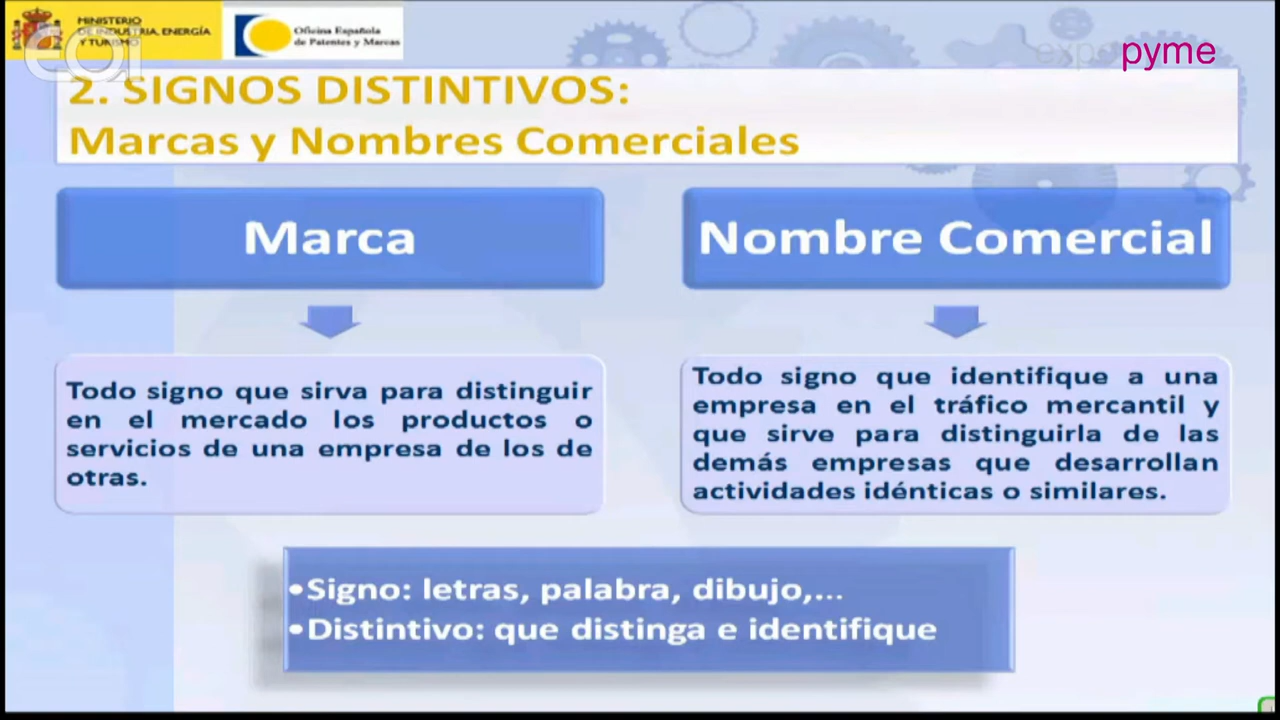 MINISTERIO
DE INDUSTRIA, ENERGÍA
Y TURISMO
Oficina Española
de Patentes y Marcas
eoi
expo pyme
2. SIGNOS DISTINTIVOS:
Marcas y Nombres Comerciales
Marca
Nombre Comercial
Todo signo que sirva para distinguir
en el mercado los productos o
servicios de una empresa de los de
otras.
Todo signo que identifique a una
empresa en el tráfico mercantil y
que sirve para distinguirla de las
demás empresas que desarrollan
actividades idénticas o similares.
•Signo: letras, palabra, dibujo,...
•Distintivo: que distinga e identifique